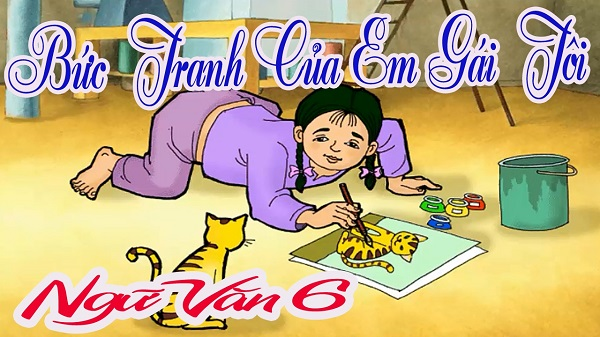 Bức Tranh Của Em Gái Tôi
Ngữ Văn 6